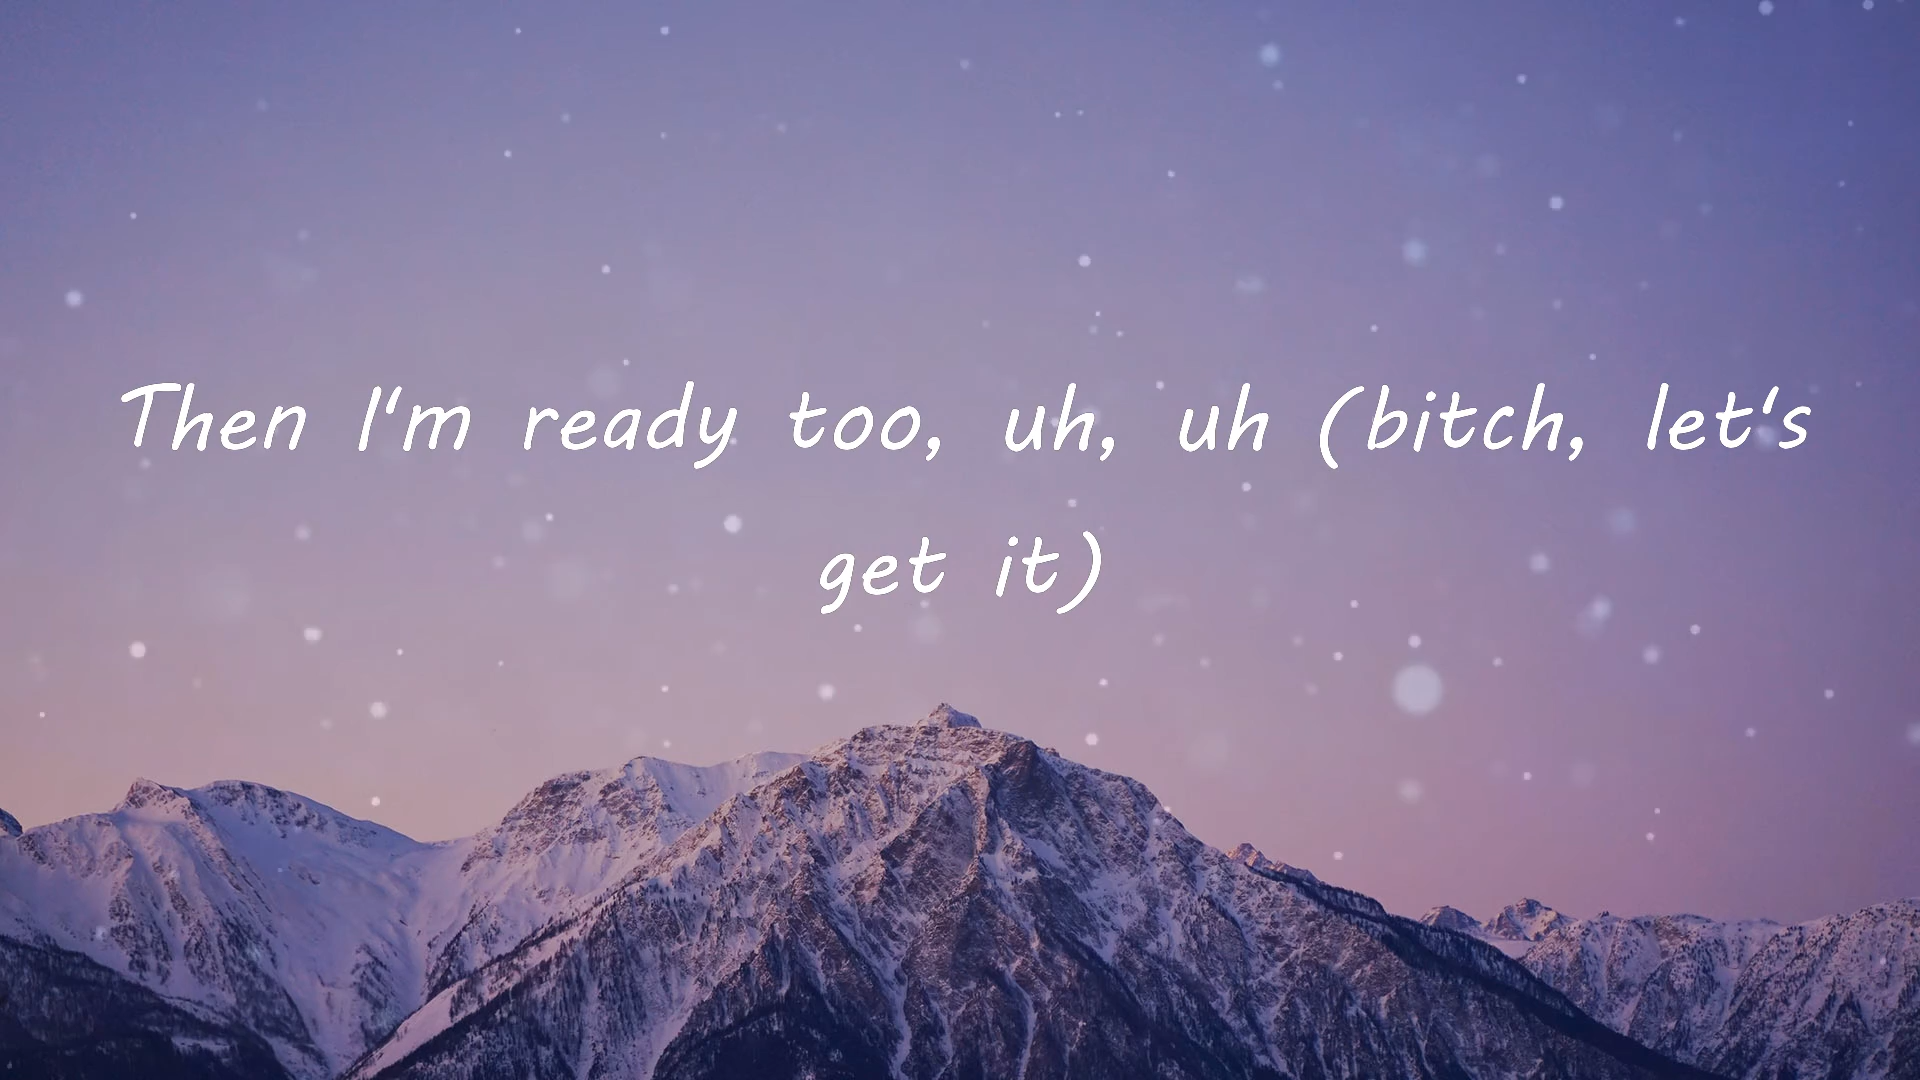 Then I'm ready too, uh, uh (bitch, let's
get it)